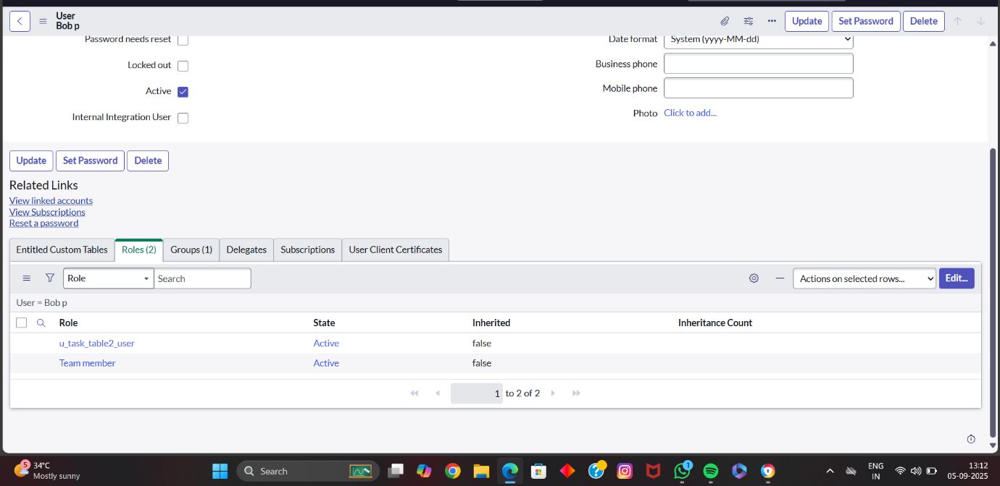 User
Bob p
Update
Set Password
Delete
Password needs reset
Date format
System (yyyy-MM-dd)
Locked out
Business phone
Active
Mobile phone
Internal Integration User
Photo
Click to add...
Update
Set Password
Delete
Related Links
View linked accounts
View Subscriptions
Reset a password
Entitled Custom Tables
Roles (2)
Groups (1)
Delegates
Subscriptions
User Client Certificates
Role
Search
Actions on selected rows...
Edit...
User = Bob p
Role State Inherited Inheritance Count
u_task_table2_user Active false
Team member Active false
1 to 2 of 2
5
34°C
Mostly sunny
Search
1
ENG
IN
13:12
05-09-2025